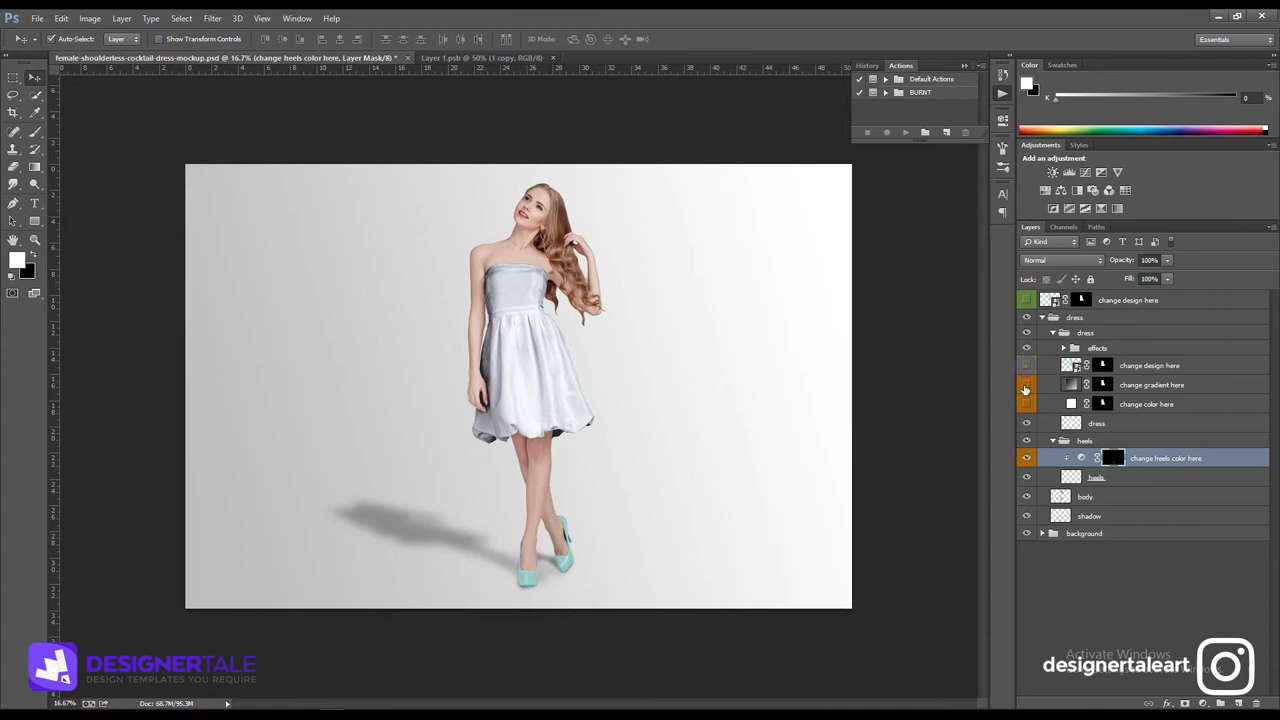 Ps File Edit Image Layer Type Select Filter 3D View Window Help
Auto-Select: Layer Show Transform Controls 3D Mode: Essentials
female-shoulderless-cocktail-dress-mockup.psd @ 16.7% (change heels color here, Layer Mask/8) * × Layer 1.psb @ 50% (1 copy, RGB/8) ×
History Actions
Default Actions
BURNT
Color Swatches
K 0 %
Adjustments Styles
Add an adjustment
Layers Channels Paths
Kind
Normal Opacity: 100%
Lock: Fill: 100%
change design here
dress
dress
effects
change design here
change gradient here
change color here
dress
heels
change heels color here
heels
body
shadow
background
Activate Windows
DESIGNERTALE
DESIGN TEMPLATES YOU REQUIRE
designertaleart
16.67% Doc: 68.7M/95.3M